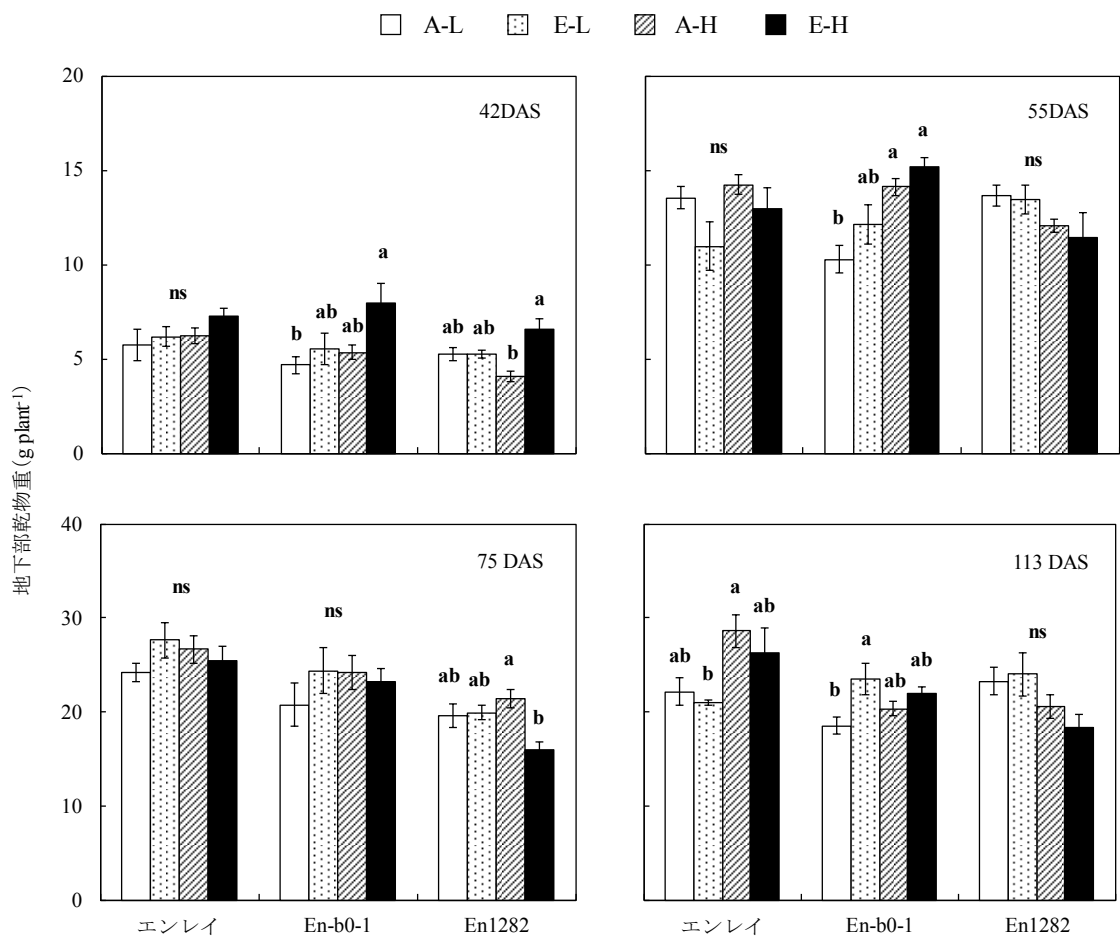 A-L E-L A-H E-H
地下部乾物重 (g plant-1)
20
15
10
5
0
42DAS
ns
b ab ab a
ab ab b a
55DAS
ns
b ab a a
ns
40
30
20
10
0
75 DAS
ns
ns
ab ab a b
エンレイ En-b0-1 En1282
113 DAS
ab b a ab
b a ab ab
ns
エンレイ En-b0-1 En1282